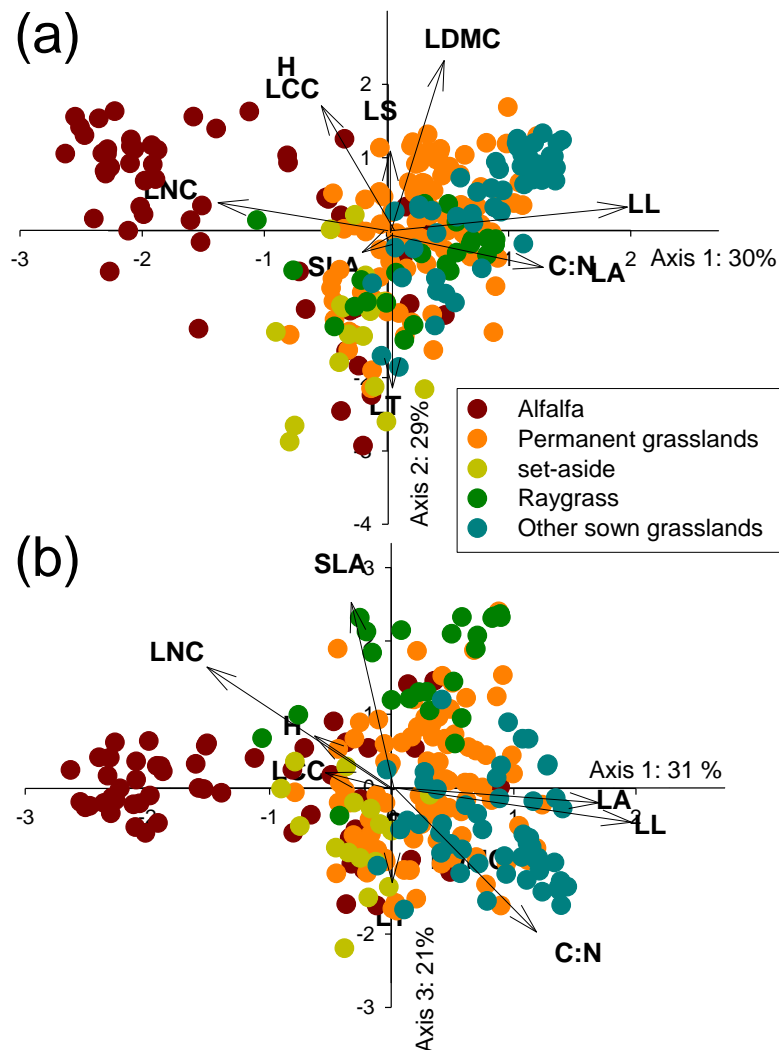 (a)
LDMC
H
LCC
2
LS
1
LNC
LL
-3
-2
-1
1
2
SLA
C:N
LA
Axis 1: 30%
LT
Axis 2: 29%
-4
Alfalfa
Permanent grasslands
set-aside
Raygrass
Other sown grasslands
(b)
SLA
3
LNC
1
H
LCC
Axis 1: 31 %
LA
LL
-3
-2
-1
1
2
C:N
-2
-3
Axis 3: 21%